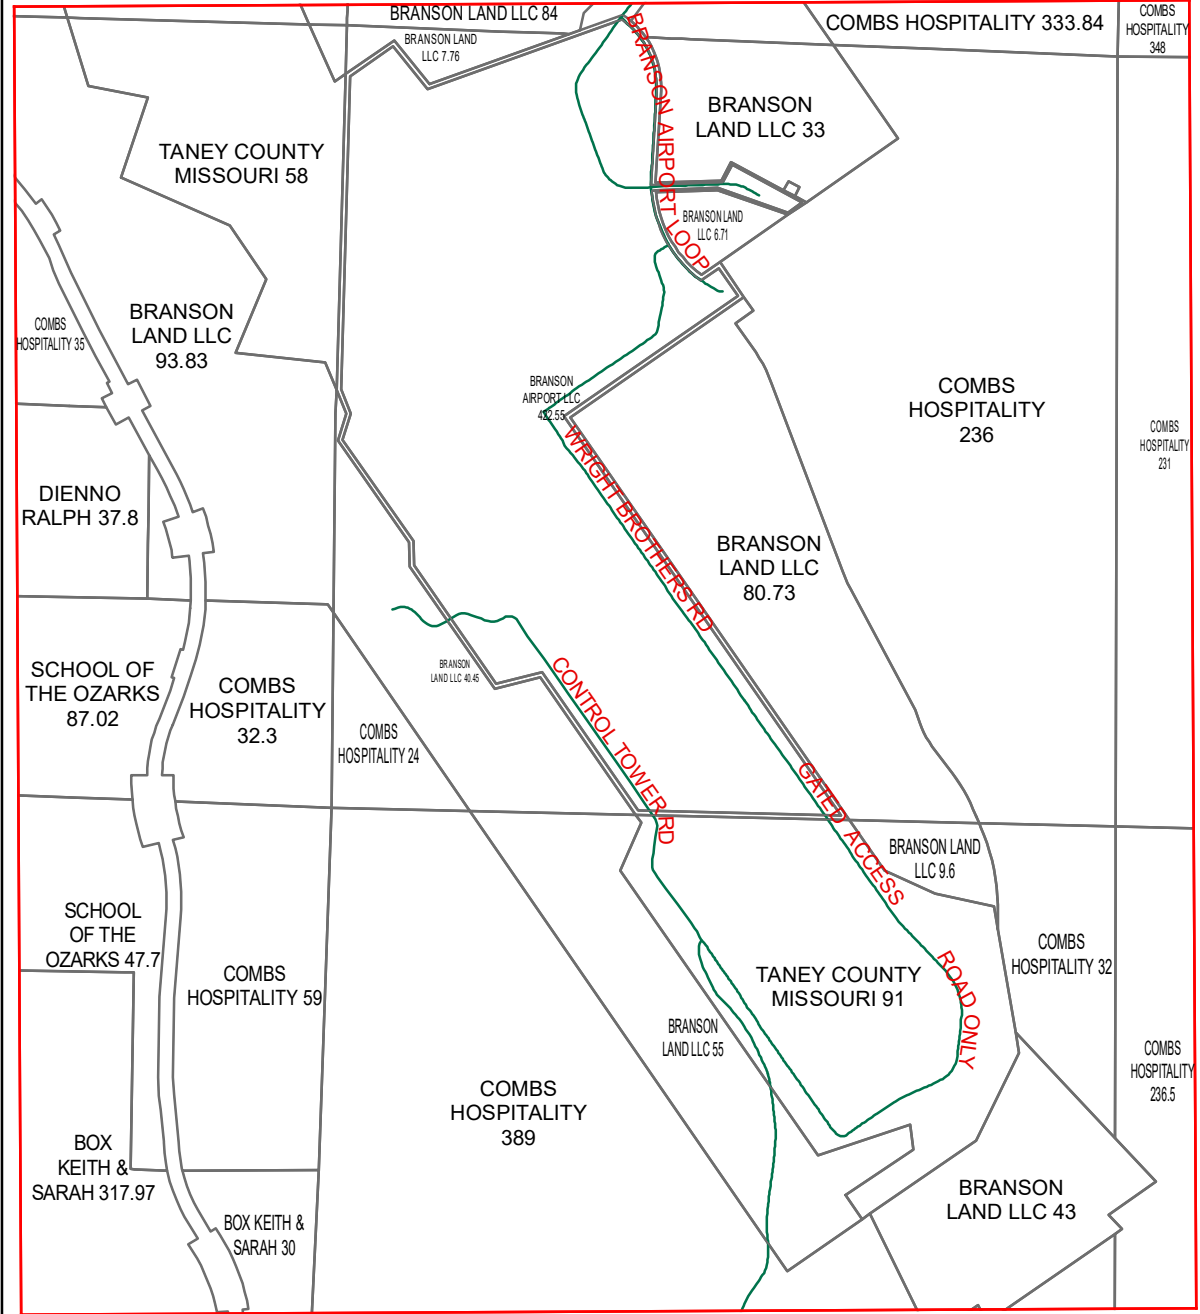 BRANSON LAND LLC 84
COMBS HOSPITALITY 333.84
COMBS
HOSPITALITY
348
BRANSON LAND
LLC 7.76
BRANSON AIRPORT LOOP
BRANSON
LAND LLC 33
TANEY COUNTY
MISSOURI 58
BRANSON LAND
LLC 6.71
BRANSON
LAND LLC
93.83
COMBS
HOSPITALITY 35
BRANSON
AIRPORT LLC
422.55
COMBS
HOSPITALITY
236
COMBS
HOSPITALITY
231
WRIGHT BROTHERS RD
DIENNO
RALPH 37.8
BRANSON
LAND LLC
80.73
SCHOOL OF
THE OZARKS
87.02
COMBS
HOSPITALITY
32.3
BRANSON
LAND LLC 40.45
CONTROL TOWER RD
COMBS
HOSPITALITY 24
GATED ACCESS
ROAD ONLY
BRANSON LAND
LLC 9.6
SCHOOL
OF THE
OZARKS 47.7
COMBS
HOSPITALITY 59
TANEY COUNTY
MISSOURI 91
COMBS
HOSPITALITY 32
BRANSON
LAND LLC 55
COMBS
HOSPITALITY
236.5
COMBS
HOSPITALITY
389
BOX
KEITH &
SARAH 317.97
BOX KEITH &
SARAH 30
BRANSON
LAND LLC 43